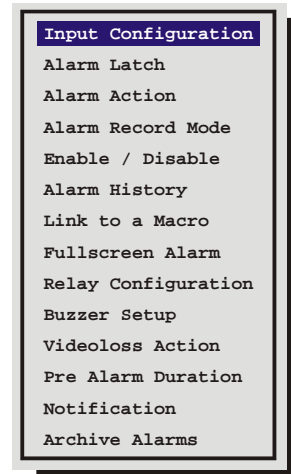 Input Configuration
Alarm Latch
Alarm Action
Alarm Record Mode
Enable / Disable
Alarm History
Link to a Macro
Fullscreen Alarm
Relay Configuration
Buzzer Setup
Videoloss Action
Pre Alarm Duration
Notification
Archive Alarms